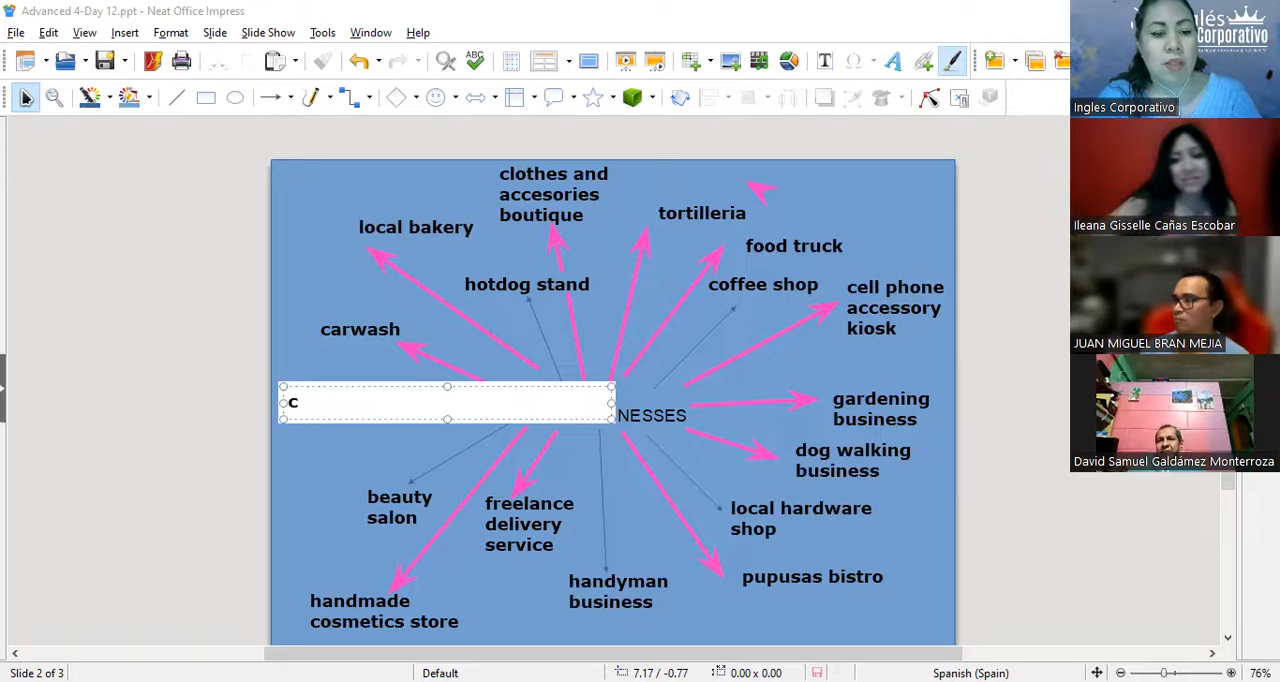 Advanced 4-Day 12.ppt - Neat Office Impress
File Edit View Insert Format Slide Slide Show Tools Window Help
clothes and
accesories
boutique
local bakery
tortilleria
food truck
hotdog stand
coffee shop
cell phone
accessory
kiosk
carwash
c
NESSES
gardening
business
dog walking
business
beauty
salon
freelance
delivery
service
local hardware
shop
handyman
business
pupusas bistro
handmade
cosmetics store
Slide 2 of 3
Default
7.17 / -0.77
0.00 x 0.00
Spanish (Spain)
76%
Corporativo
Ingles Corporativo
Ileana Gisselle Cañas Escobar
JUAN MIGUEL BRAN MEJIA
David Samuel Galdámez Monterroza